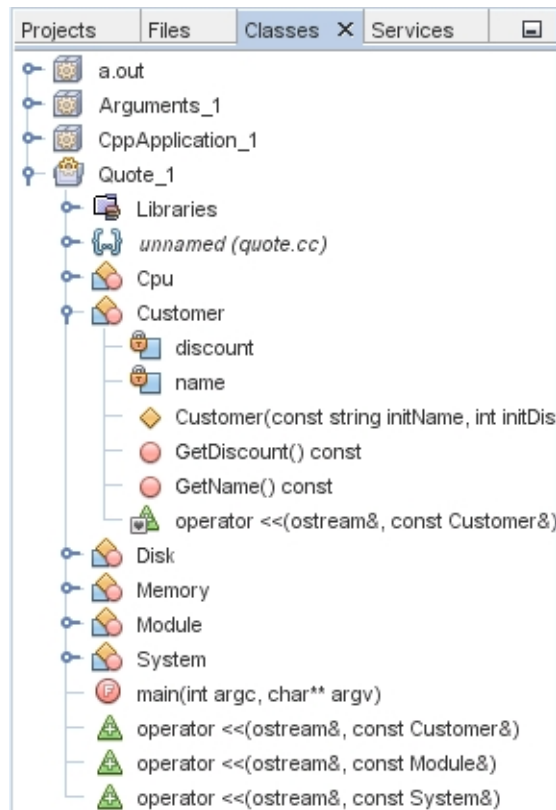 Projects Files Classes Services
a.out
Arguments_1
CppApplication_1
Quote_1
Libraries
unnamed (quote.cc)
Cpu
Customer
discount
name
Customer(const string initName, int initDis
GetDiscount() const
GetName() const
operator <<(ostream&, const Customer&)
Disk
Memory
Module
System
main(int argc, char** argv)
operator <<(ostream&, const Customer&)
operator <<(ostream&, const Module&)
operator <<(ostream&, const System&)